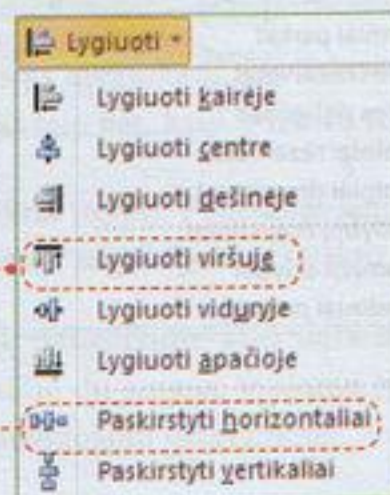 Lygiuoti
Lygiuoti kairėje
Lygiuoti centre
Lygiuoti dešinėje
Lygiuoti viršuje
Lygiuoti viduryje
Lygiuoti apačioje
Paskirstyti horizontaliai
Paskirstyti vertikaliai